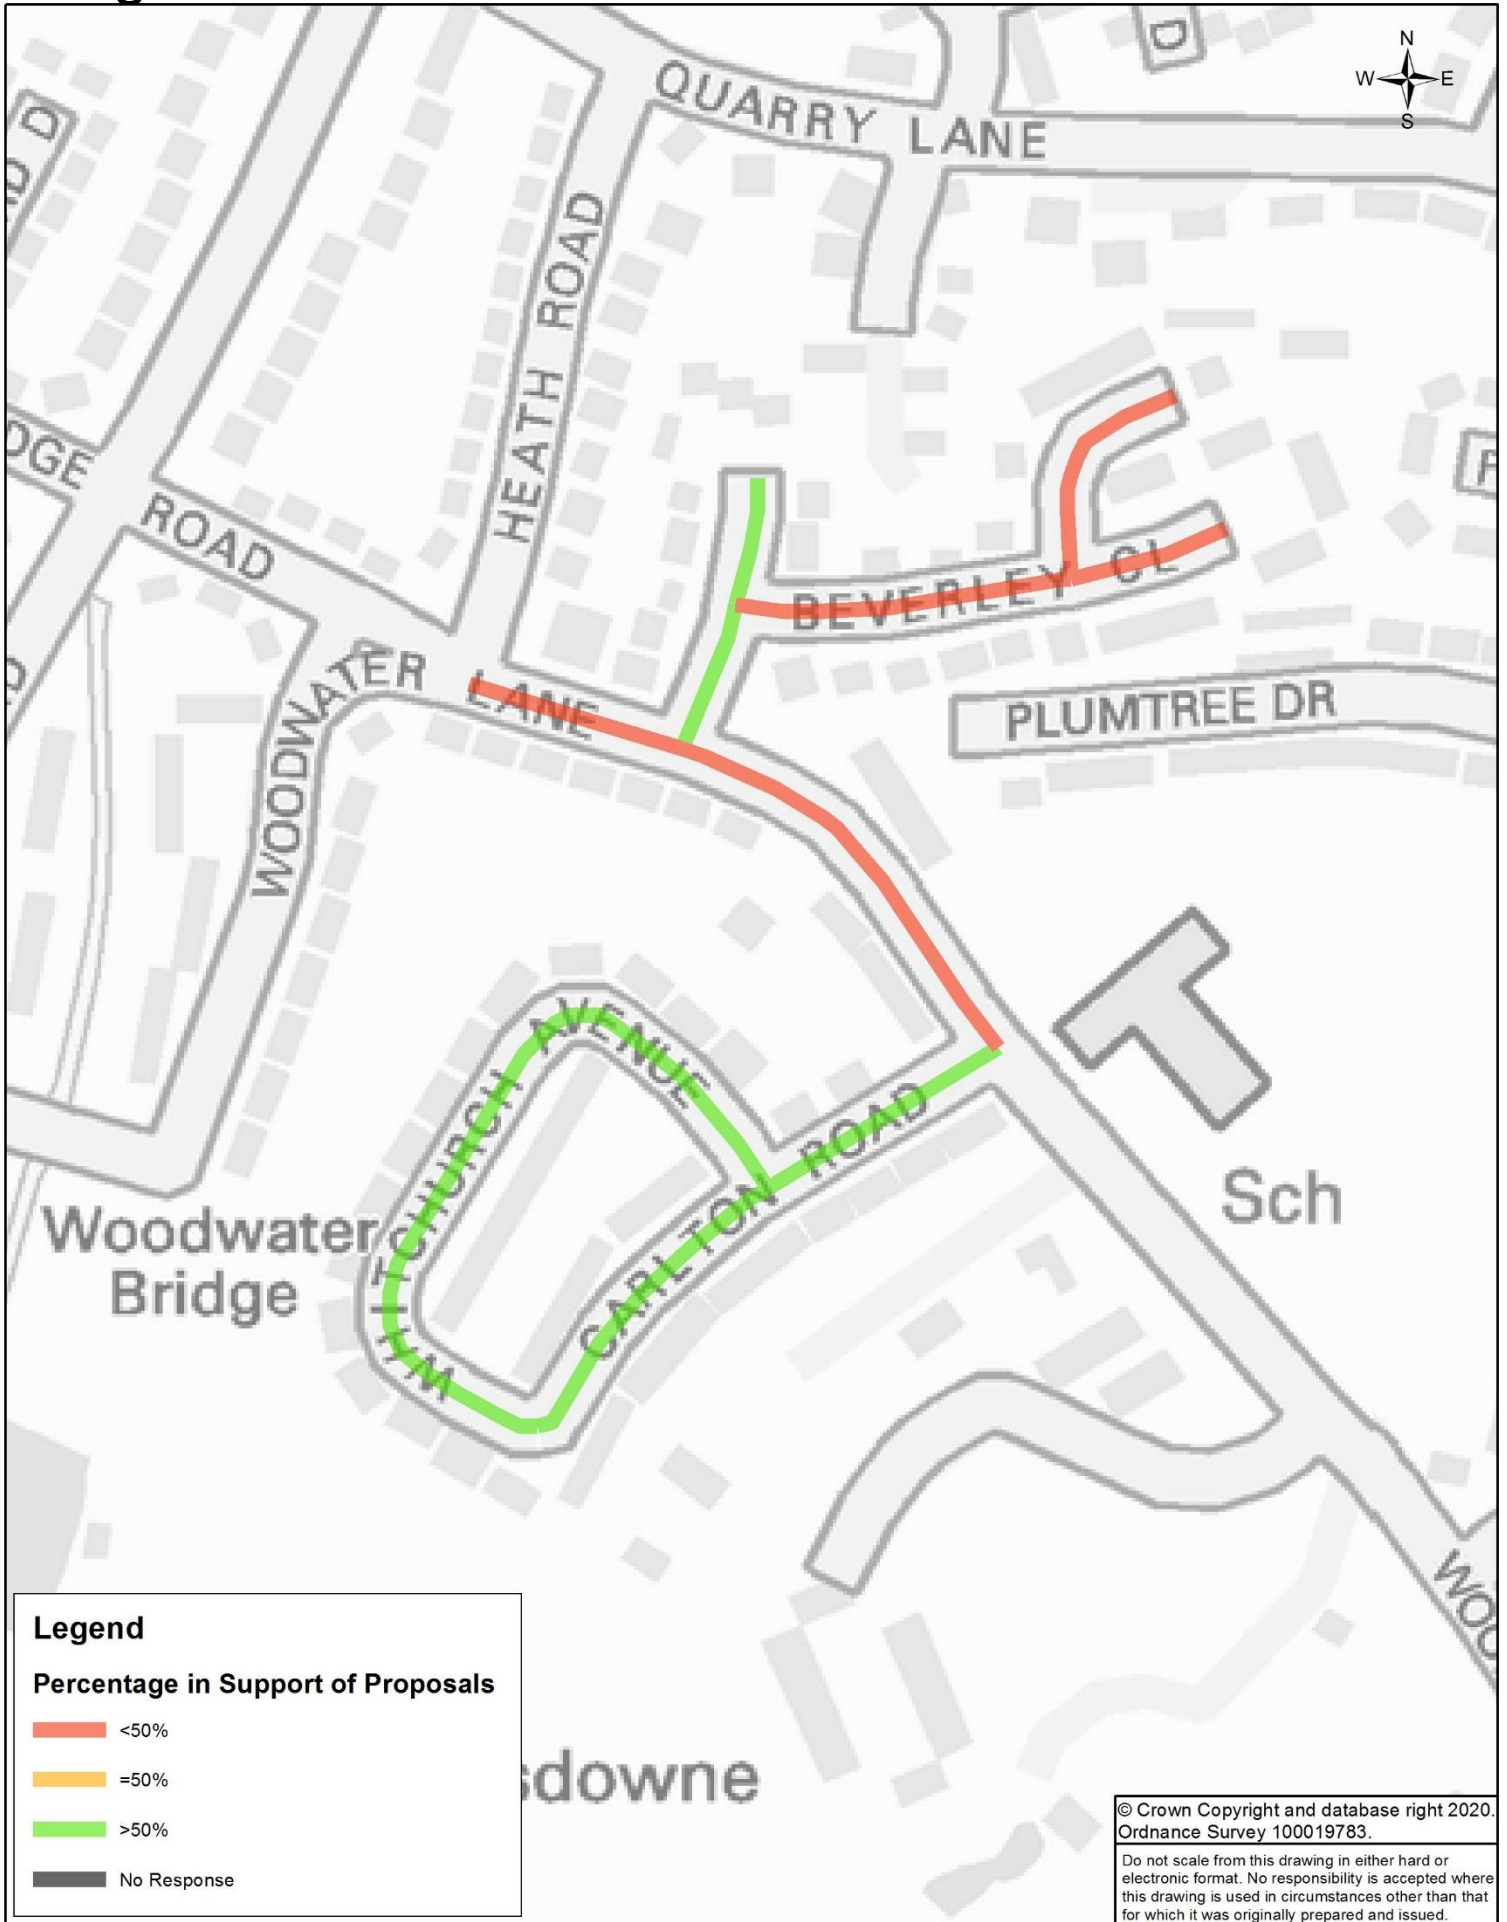 N
W E
S
D
QUARRY LANE
D
HEATH ROAD
DGE
ROAD
BEVERLEY CL
WOODWATER LANE
PLUMTREE DR
WHITCHURCH AVENUE
CARLTON ROAD
Sch
Woodwater
Bridge
WOO
sdowne
Legend
Percentage in Support of Proposals
<50%
=50%
>50%
No Response
© Crown Copyright and database right 2020.
Ordnance Survey 100019783.
Do not scale from this drawing in either hard or
electronic format. No responsibility is accepted where
this drawing is used in circumstances other than that
for which it was originally prepared and issued.